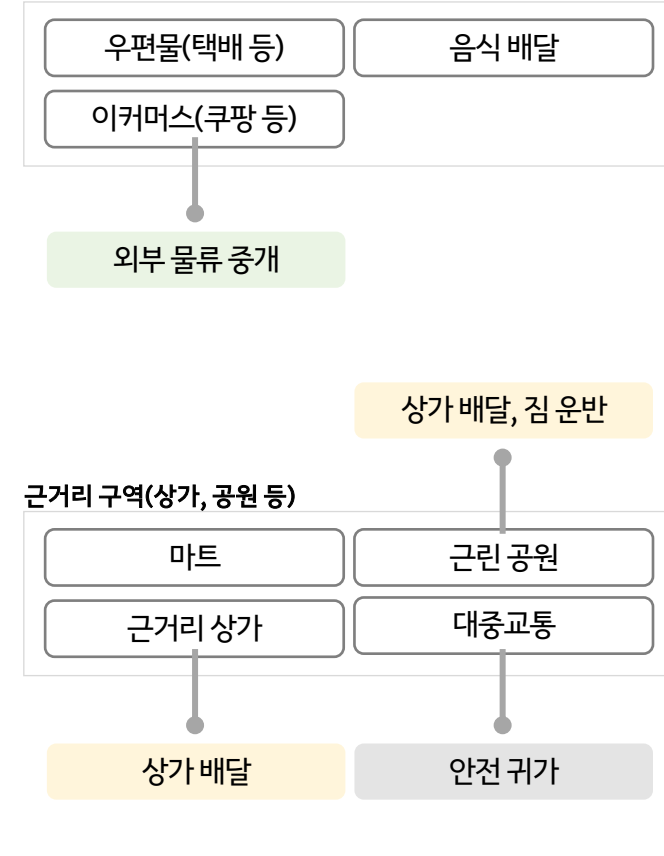 우편물(택배 등)
음식 배달
이커머스(쿠팡 등)
외부 물류 중개
상가 배달, 짐 운반
근거리 구역(상가, 공원 등)
마트
근린 공원
근거리 상가
대중교통
상가 배달
안전 귀가